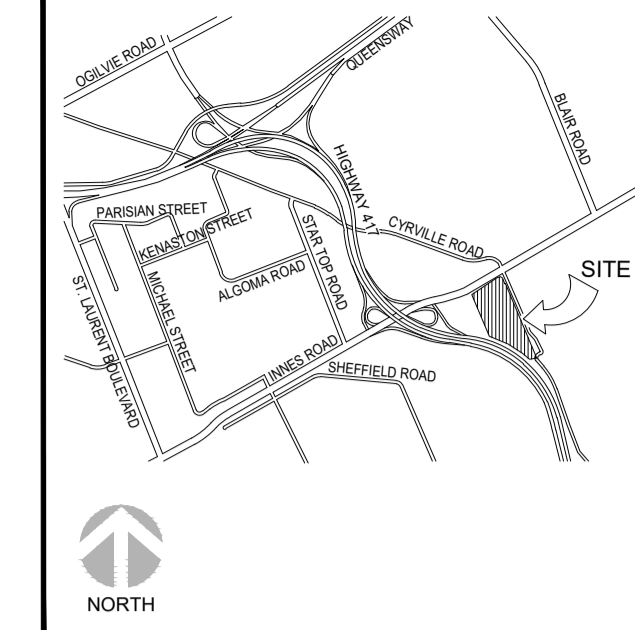 OGILVIE ROAD
QUEENSWAY
BLAIR ROAD
HIGHWAY 417
PARISIAN STREET
KENASTON STREET
CYRVILLE ROAD
STAR TOP ROAD
ALGOMA ROAD
SITE
MICHAEL STREET
ST. LAURENT BOULEVARD
INNES ROAD
SHEFFIELD ROAD
NORTH